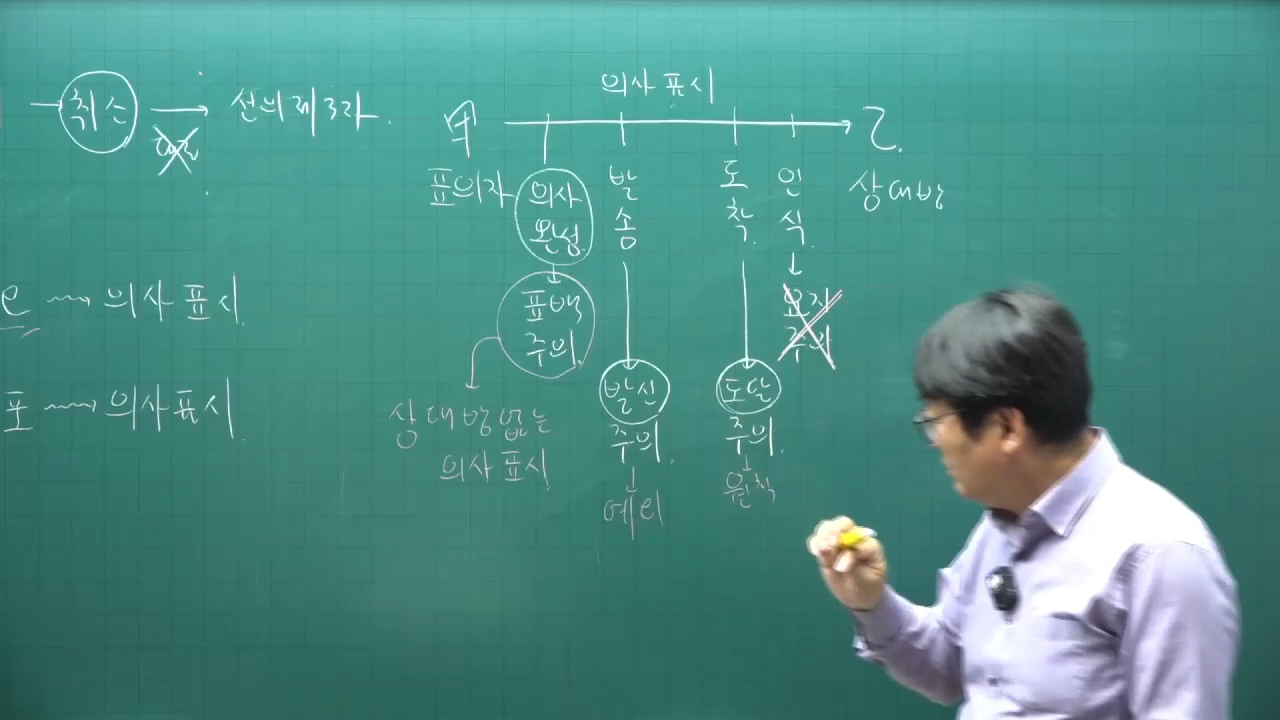 취소 → 선의 제3자.
e ~→ 의사표시
포 ~→ 의사표시.
의사표시
甲 乙.
표의자
상대방
의사
완성.
발송
도착.
인식.
표백
주의.
상대방없는
의사표시
발신
주의.
예외
도달
주의.
원칙
요지
주의